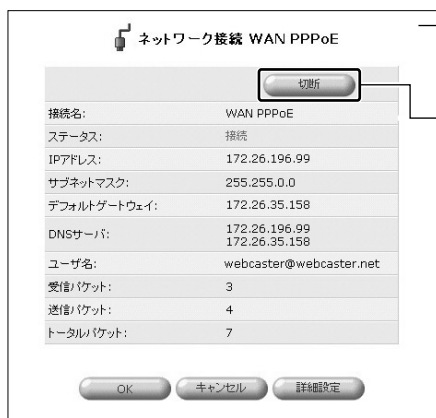 ネットワーク接続 WAN PPPoE
切断
接続名: WAN PPPoE
ステータス: 接続
IPアドレス: 172.26.196.99
サブネットマスク: 255.255.0.0
デフォルトゲートウェイ: 172.26.35.158
DNSサーバ: 172.26.196.99
172.26.35.158
ユーザ名: webcaster@webcaster.net
受信パケット: 3
送信パケット: 4
トータルパケット: 7
OK キャンセル 詳細設定